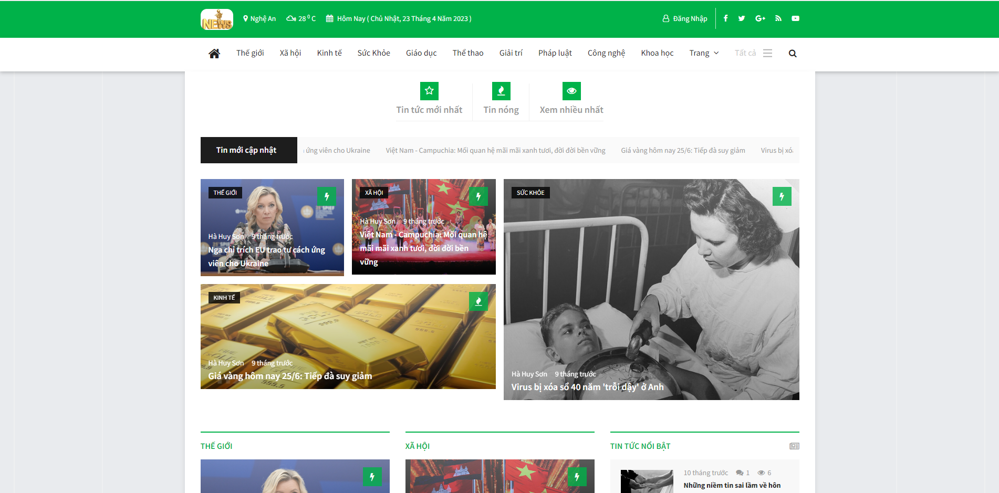 NEWS
Nghệ An
28 0 C
Hôm Nay ( Chủ Nhật, 23 Tháng 4 Năm 2023 )
Đăng Nhập
Thế giới
Xã hội
Kinh tế
Sức Khỏe
Giáo dục
Thể thao
Giải trí
Pháp luật
Công nghệ
Khoa học
Trang
Tất cả
Tin tức mới nhất
Tin nóng
Xem nhiều nhất
Tin mới cập nhật
ứng viên cho Ukraine
Việt Nam - Campuchia: Mối quan hệ mãi mãi xanh tươi, đời đời bền vững
Giá vàng hôm nay 25/6: Tiếp đà suy giảm
Virus bị
THẾ GIỚI
Hà Huy Sơn 9 tháng trước
Nga chỉ trích EU trao tư cách ứng
viên cho Ukraine
XÃ HỘI
Hà Huy Sơn 9 tháng trước
Việt Nam - Campuchia: Mối quan hệ
mãi mãi xanh tươi, đời đời bền
vững
SỨC KHỎE
Hà Huy Sơn 9 tháng trước
Virus bị xóa sổ 40 năm 'trỗi dậy' ở Anh
KINH TẾ
Hà Huy Sơn 9 tháng trước
Giá vàng hôm nay 25/6: Tiếp đà suy giảm
THẾ GIỚI
XÃ HỘI
TIN TỨC NỔI BẬT
10 tháng trước 1 6
Những niềm tin sai lầm về hôn